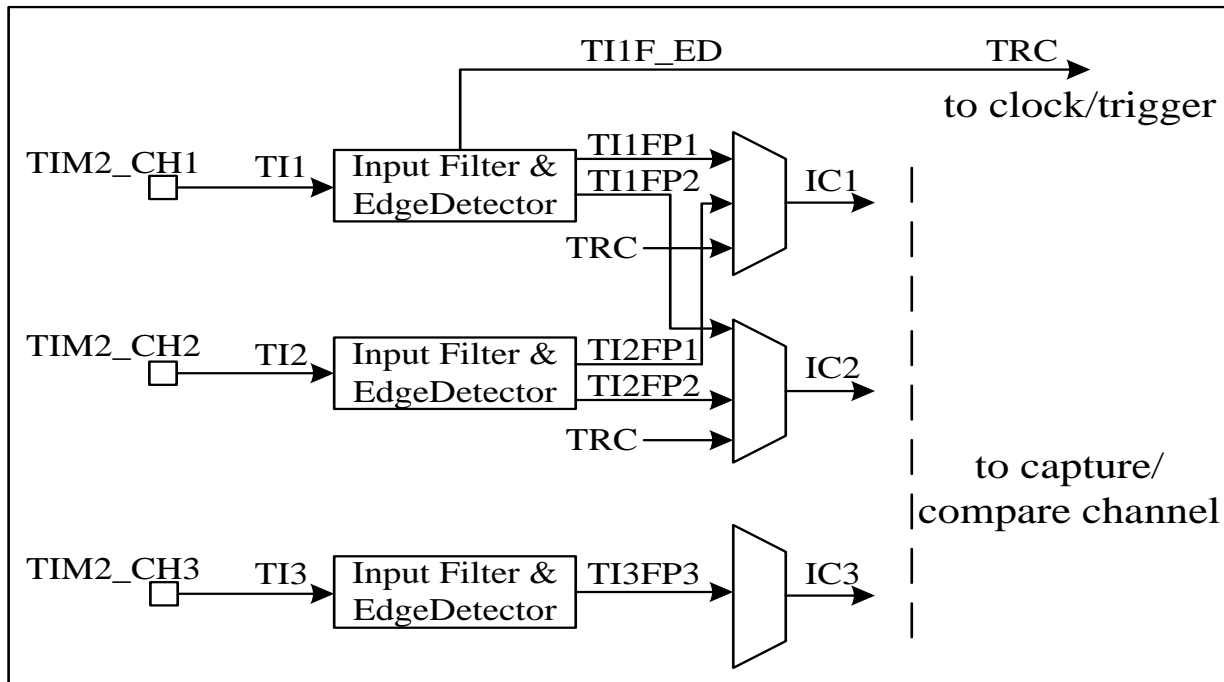 TI1F_ED
TRC
to clock/trigger
TIM2_CH1
TI1
Input Filter &
EdgeDetector
TI1FP1
TI1FP2
TRC
IC1
TIM2_CH2
TI2
Input Filter &
EdgeDetector
TI2FP1
TI2FP2
TRC
IC2
to capture/
compare channel
TIM2_CH3
TI3
Input Filter &
EdgeDetector
TI3FP3
IC3